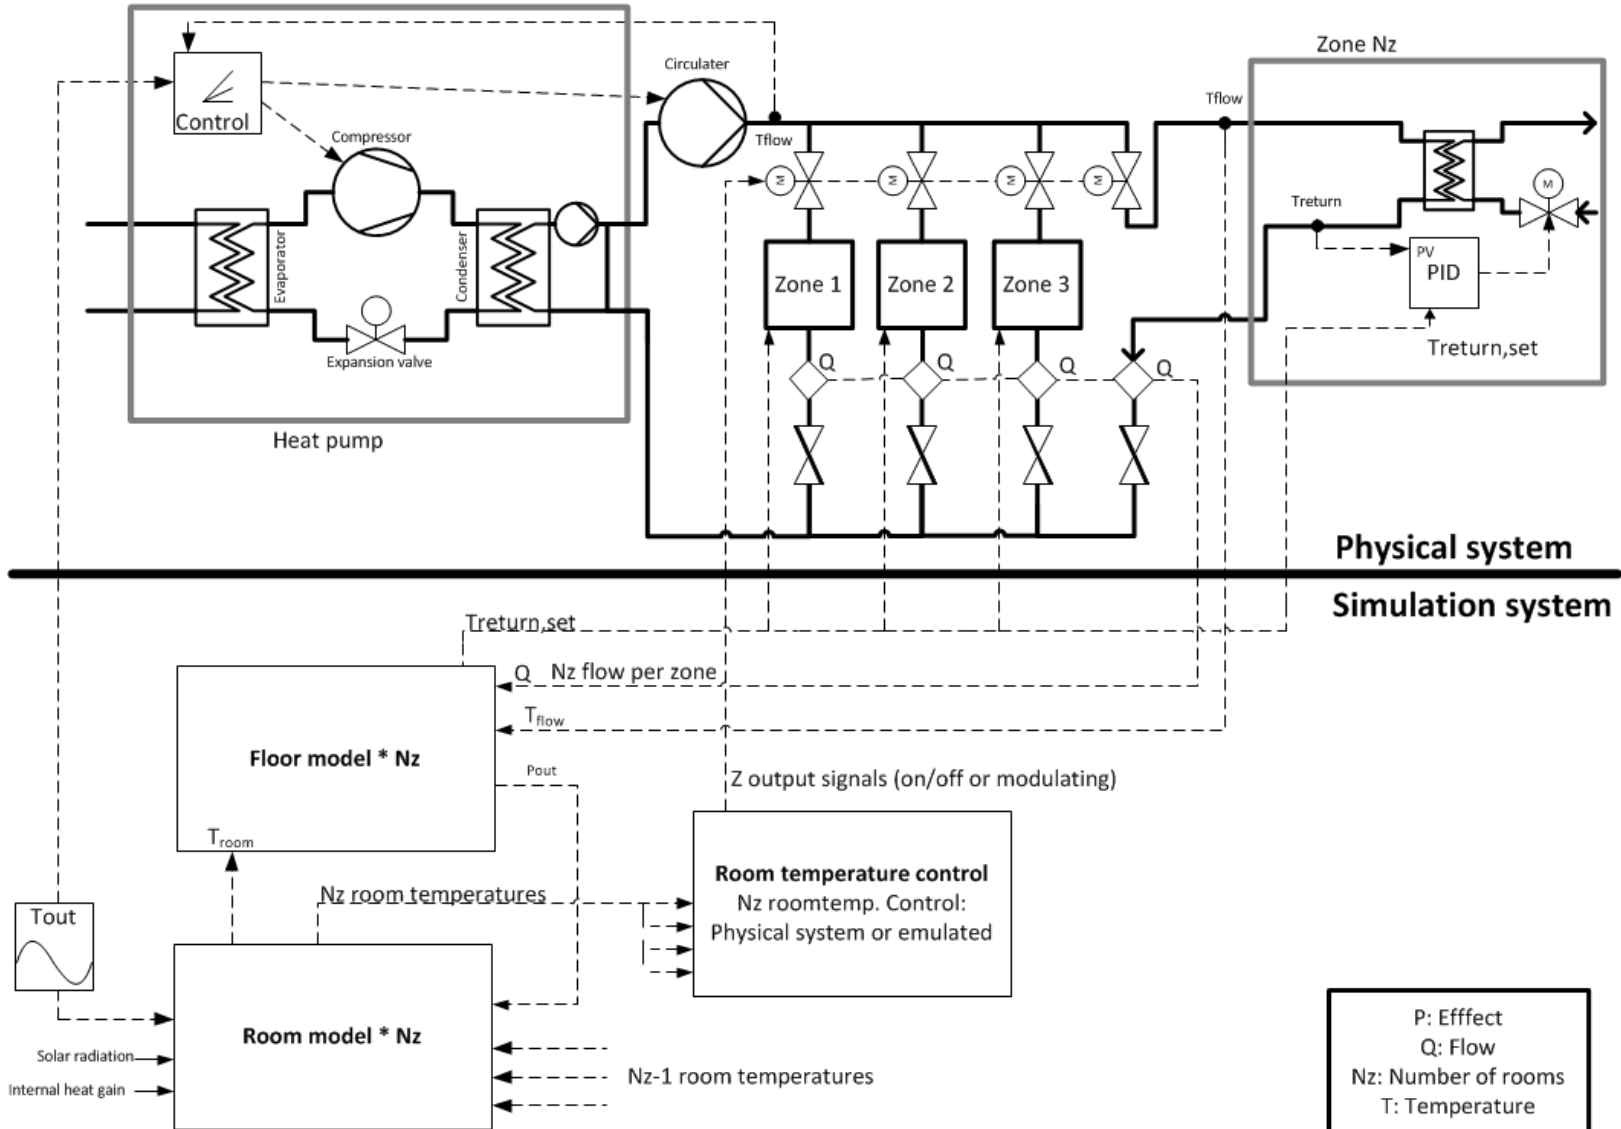 Zone Nz
Circulater
Control
Compressor
Tflow
Tflow
M
M
M
M
M
Treturn
Evaporator
Condenser
PV
PID
Zone 1
Zone 2
Zone 3
Expansion valve
Treturn,set
Q
Q
Q
Q
Heat pump
Physical system
Simulation system
Treturn,set
Q Nz flow per zone
Tflow
Floor model * Nz
Pout
Z output signals (on/off or modulating)
Troom
Nz room temperatures
Room temperature control
Nz roomtemp. Control:
Physical system or emulated
Tout
Room model * Nz
Solar radiation
Internal heat gain
Nz-1 room temperatures
P: Efffect
Q: Flow
Nz: Number of rooms
T: Temperature